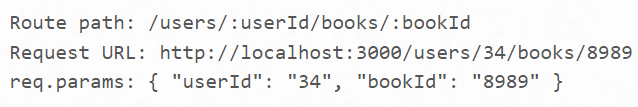 Route path: /users/:userId/books/:bookId
Request URL: http://localhost:3000/users/34/books/8989
req.params: { "userId": "34", "bookId": "8989" }